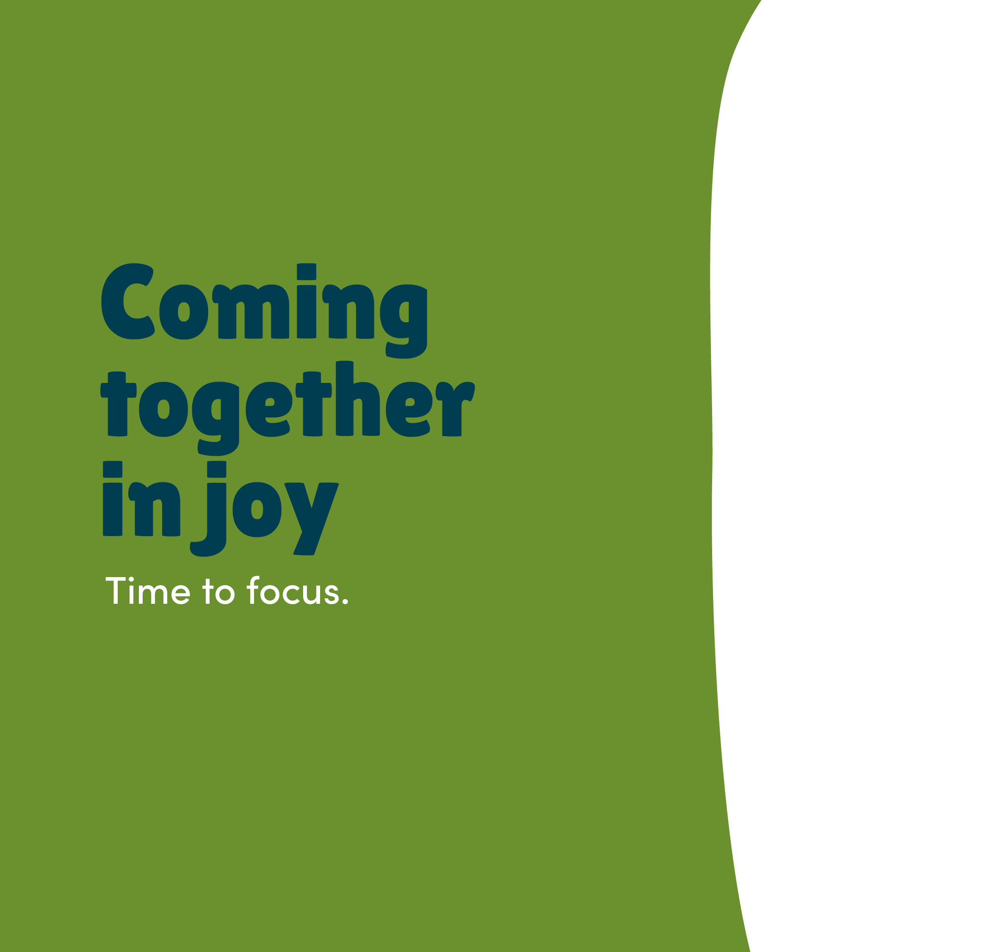 Coming
together
in joy
Time to focus.